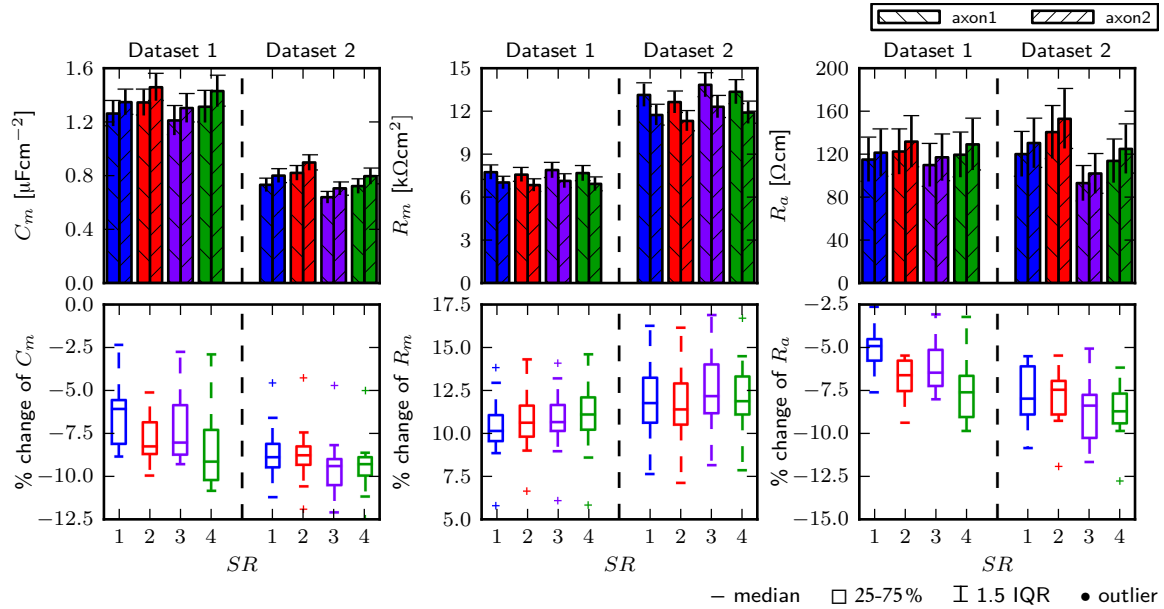 axon1 axon2
Dataset 1 Dataset 2 Dataset 1 Dataset 2 Dataset 1 Dataset 2
C_m [µFcm⁻²]
1.6
1.2
0.8
0.4
0.0
R_m [kΩcm²]
15
12
9
6
3
0
R_a [Ωcm]
200
160
120
80
40
0
% change of C_m
0.0
−2.5
−5.0
−7.5
−10.0
−12.5
1 2 3 4 1 2 3 4
SR
% change of R_m
17.5
15.0
12.5
10.0
7.5
5.0
1 2 3 4 1 2 3 4
SR
% change of R_a
−2.5
−5.0
−7.5
−10.0
−12.5
−15.0
1 2 3 4 1 2 3 4
SR
– median □ 25-75% ⌶ 1.5 IQR • outlier